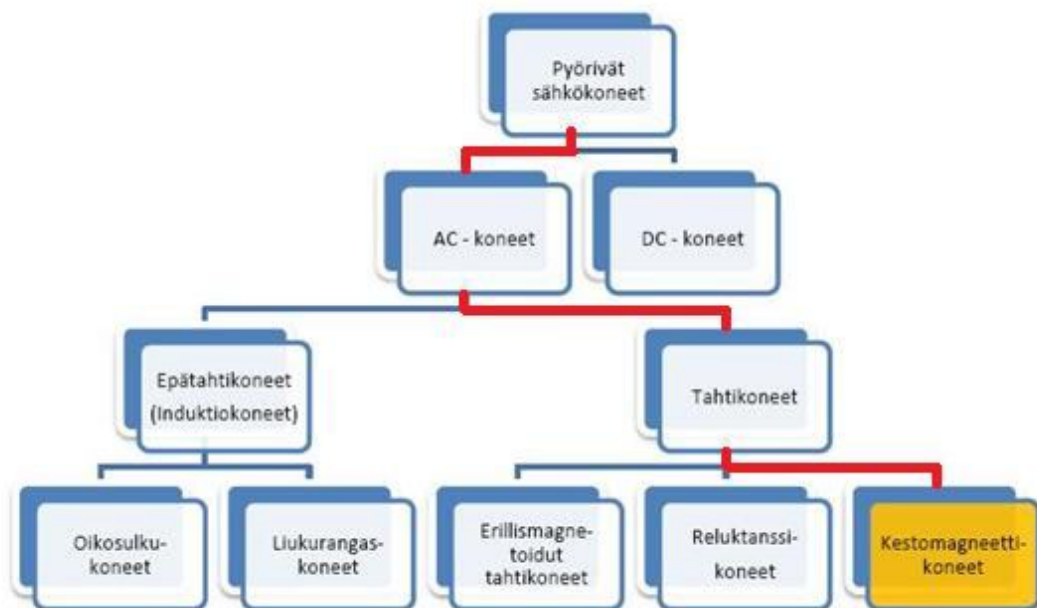 Pyörivät
sähkökoneet
AC - koneet
DC - koneet
Epätahtikoneet
(Induktiokoneet)
Tahtikoneet
Oikosulku-
koneet
Liukurangas-
koneet
Erillismagne-
toidut
tahtikoneet
Reluktanssi-
koneet
Kestomagneetti-
koneet